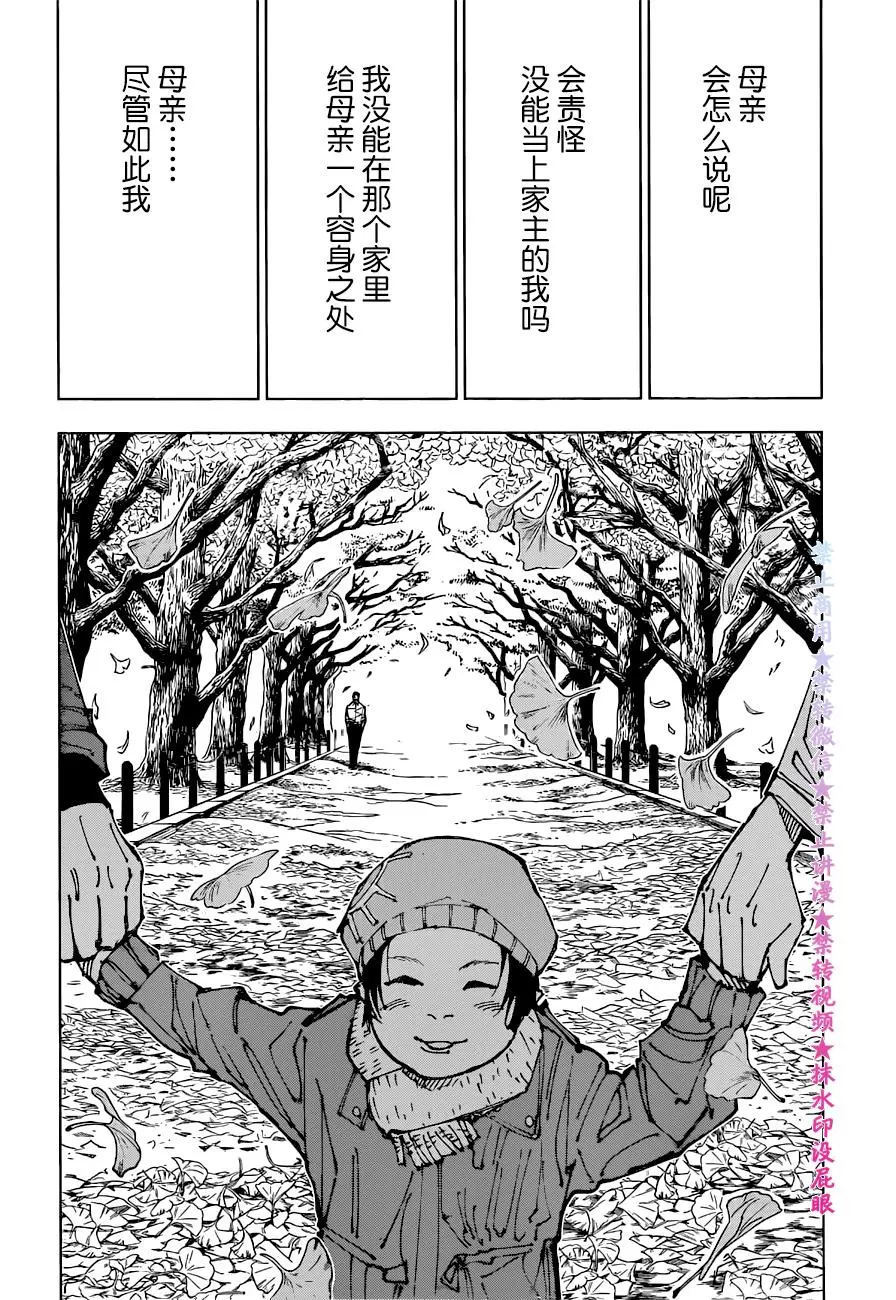 母亲
会怎么说呢
会责怪
没能当上家主的我吗
我没能在那个家里
给母亲一个容身之处
母亲……
尽管如此我
禁止商用★禁转微信★禁止讲漫★禁转视频★抹水印没屁眼